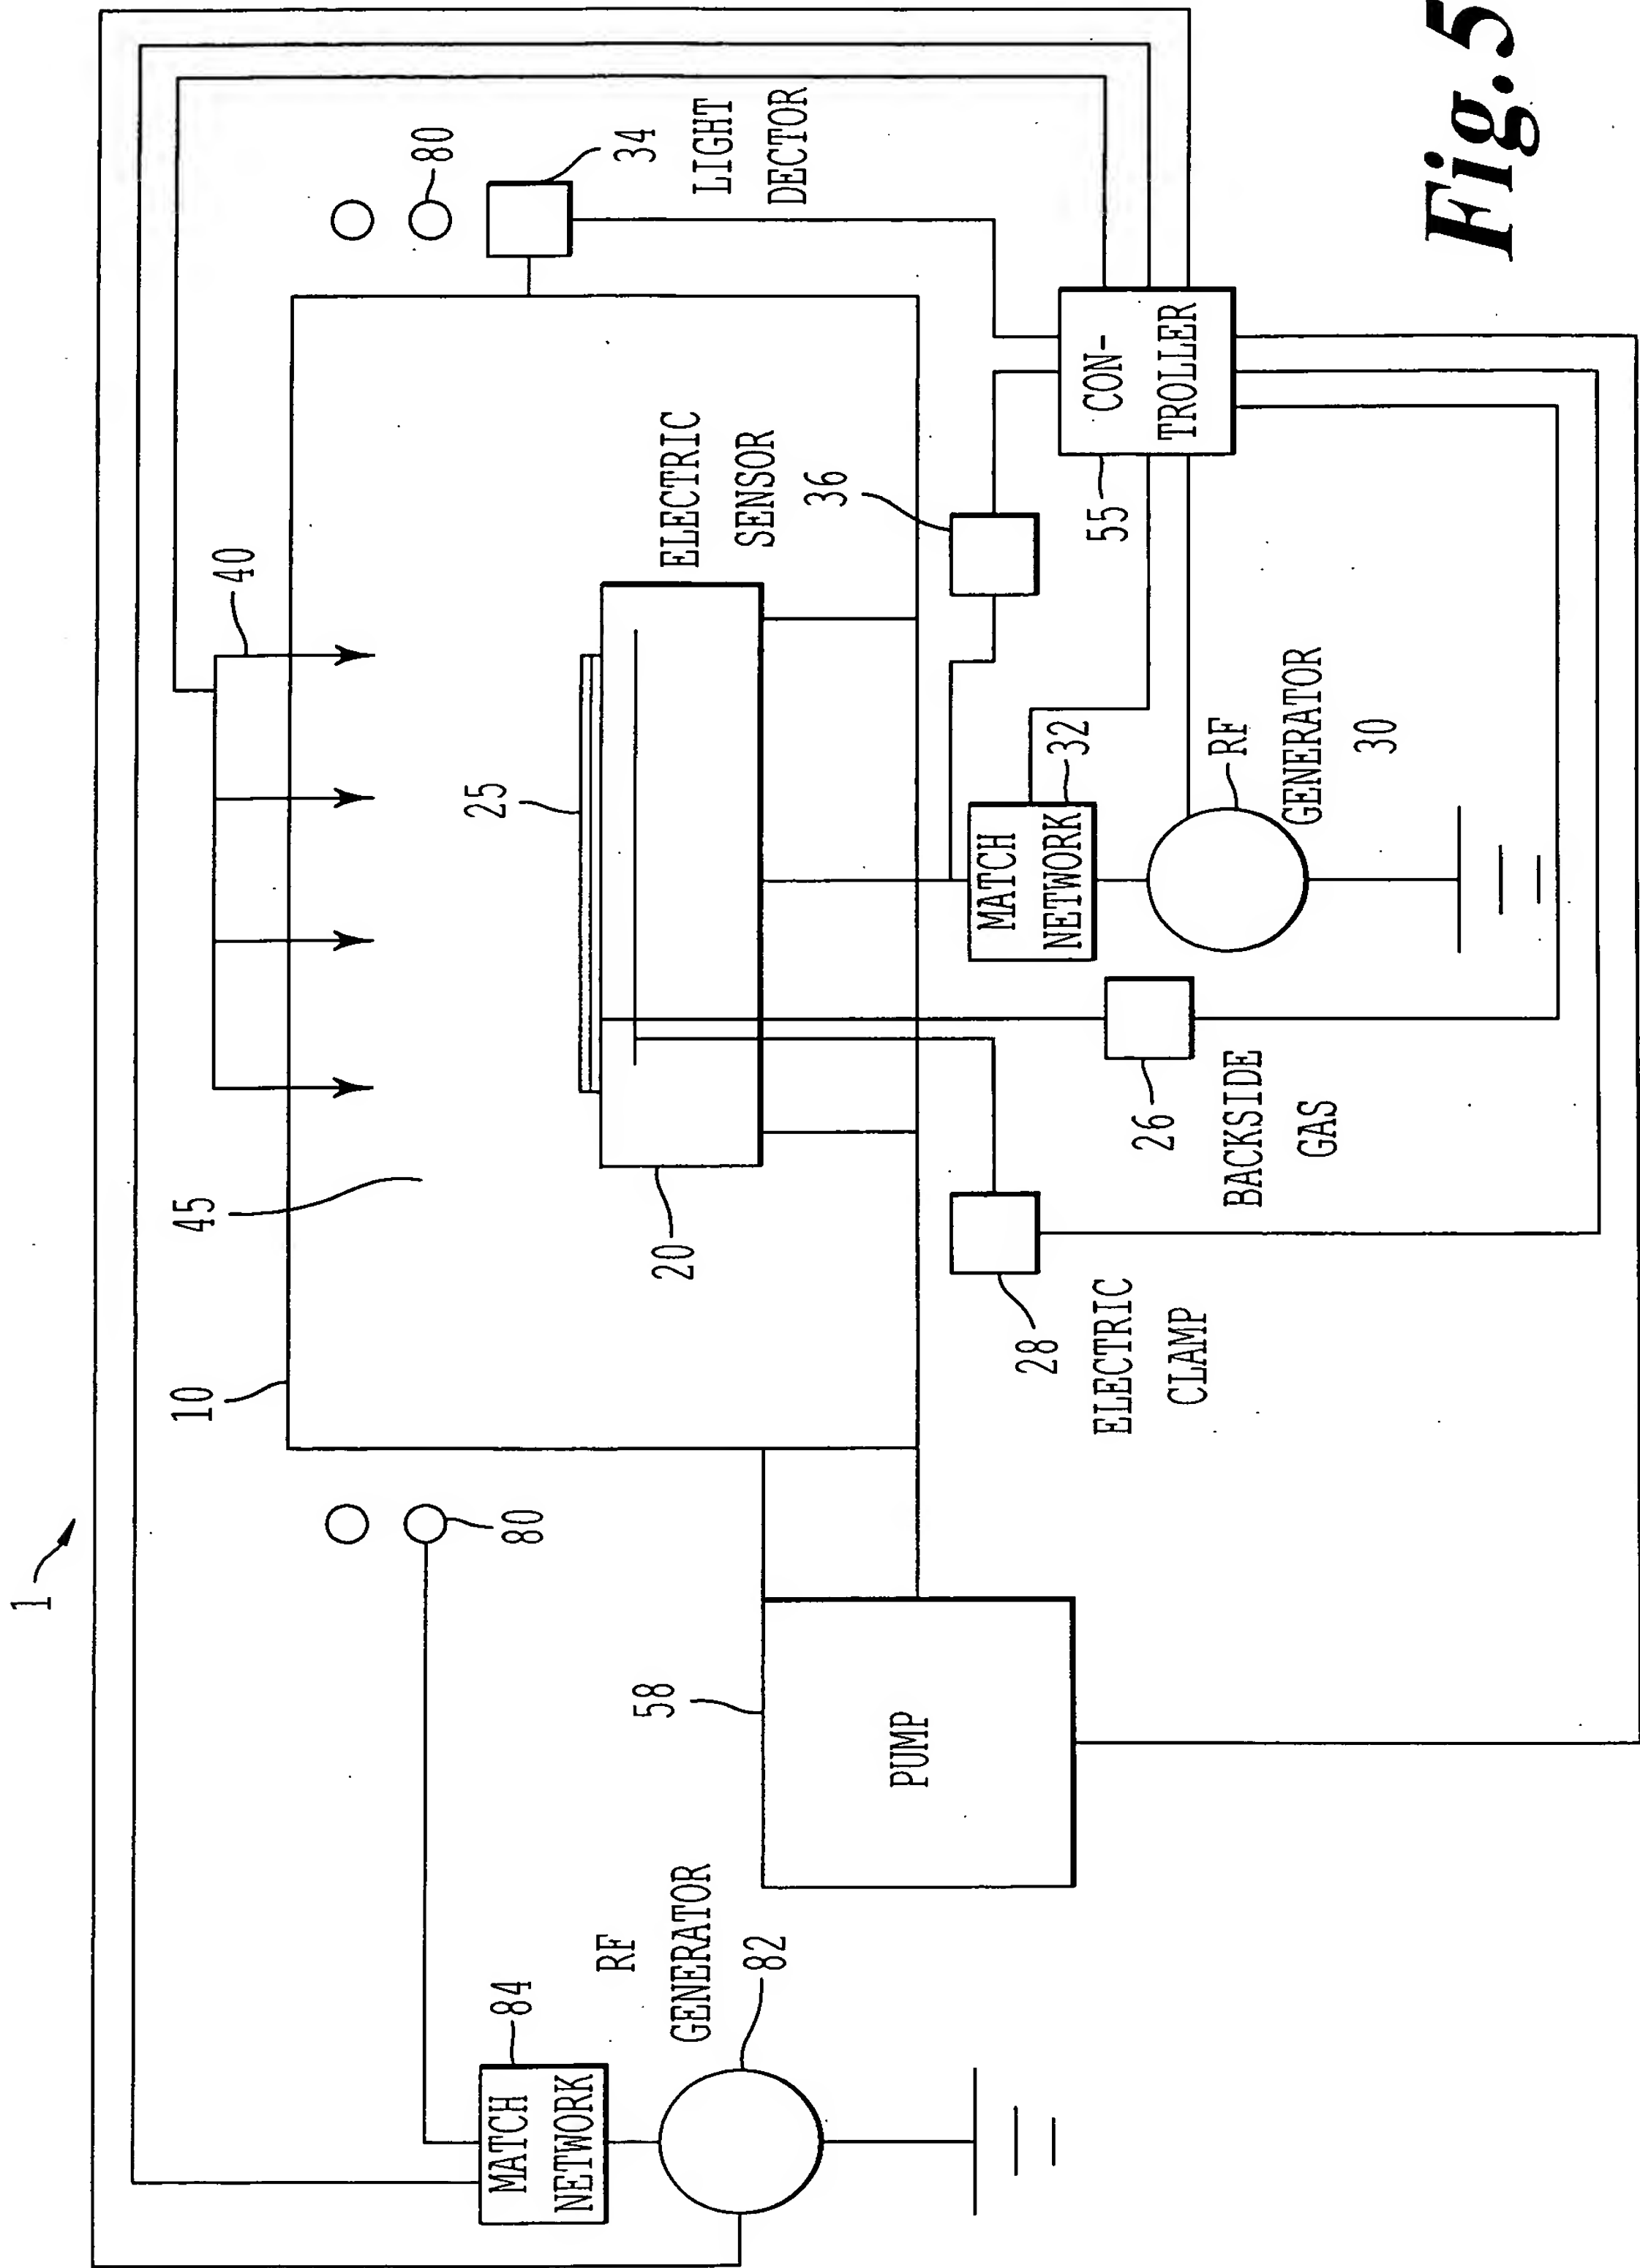 1
10
45
40
80
34
LIGHT
DECTOR
25
ELECTRIC
SENSOR
36
20
80
58
PUMP
84
MATCH
NETWORK
RF
GENERATOR
82
28
ELECTRIC
CLAMP
26
BACKSIDE
GAS
MATCH
NETWORK
32
RF
GENERATOR
30
55
CON-
TROLLER
Fig.5